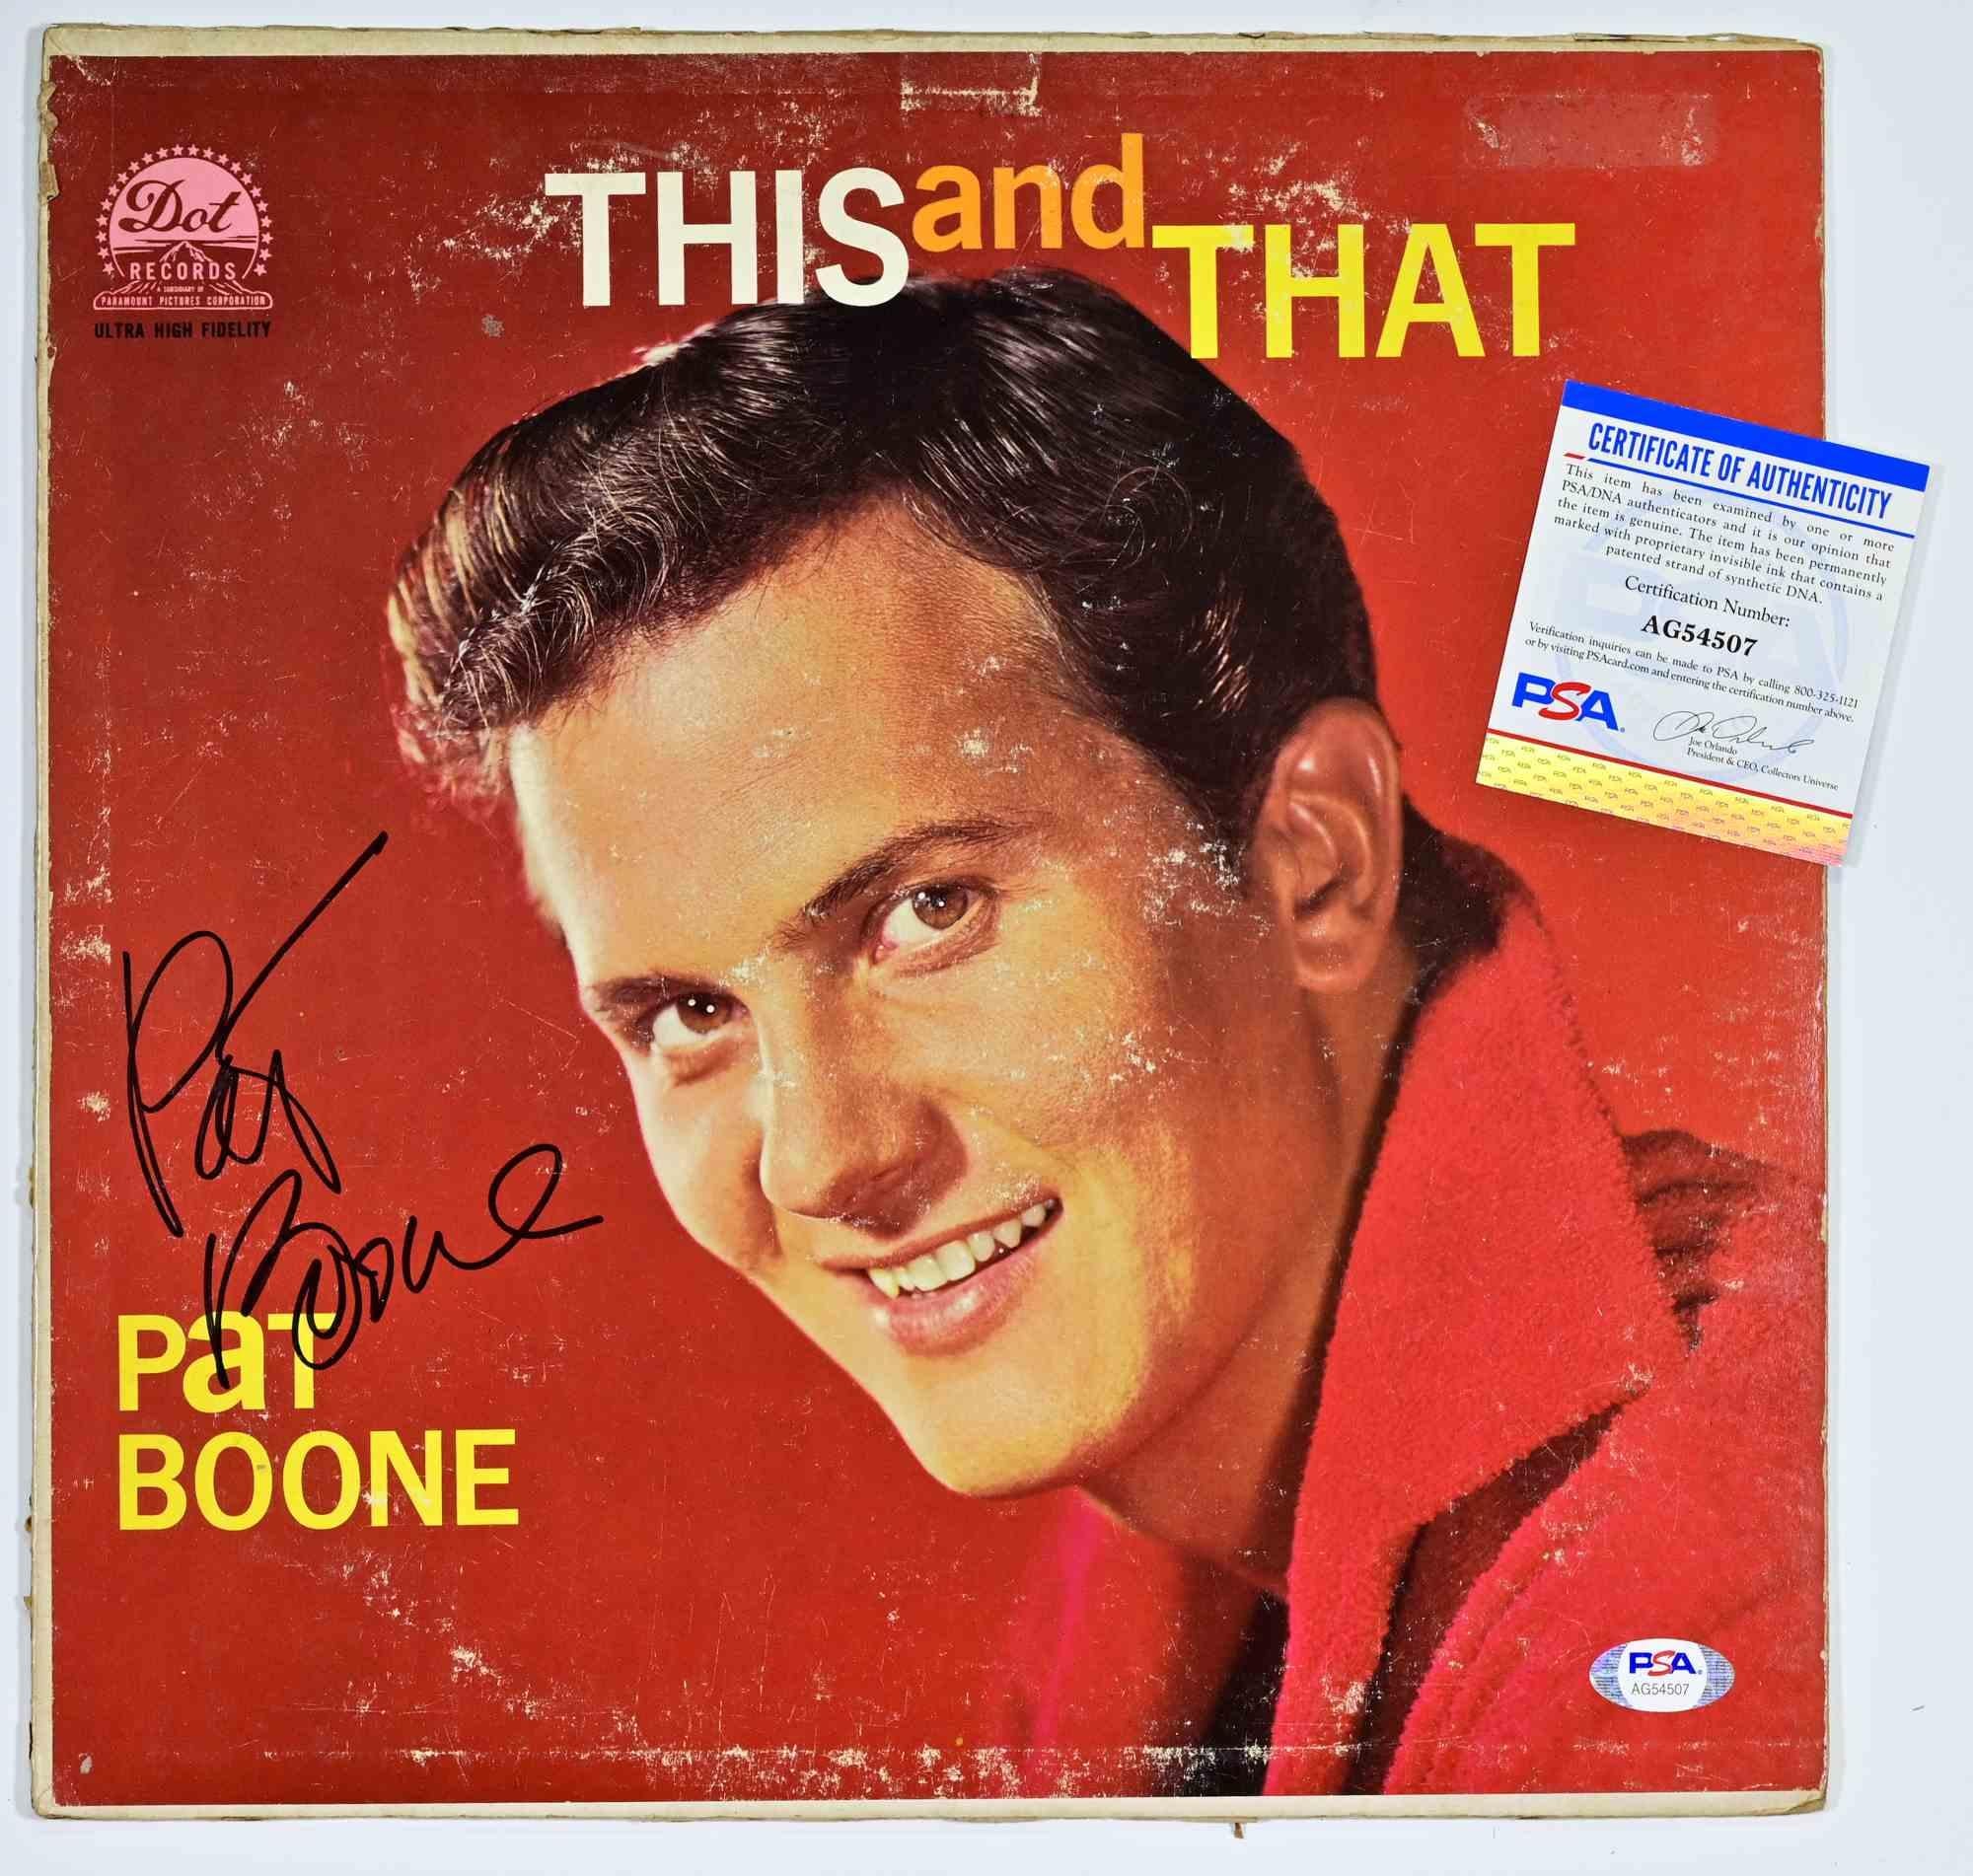 THIS and THAT
Dot
RECORDS
A SUBSIDIARY OF
PARAMOUNT PICTURES CORPORATION
ULTRA HIGH FIDELITY
CERTIFICATE OF AUTHENTICITY
This item has been examined by one or more
PSA/DNA authenticators and it is our opinion that
the item is genuine. The item has been permanently
marked with proprietary invisible ink that contains a
patented strand of synthetic DNA.
Certification Number:
AG54507
Verification inquiries can be made to PSA by calling 800-325-1121
or by visiting PSAcard.com and entering the certification number above.
PSA
Joe Orlando
President & CEO, Collectors Universe
Pat
Boone
Pat
BOONE
PSA
AG54507